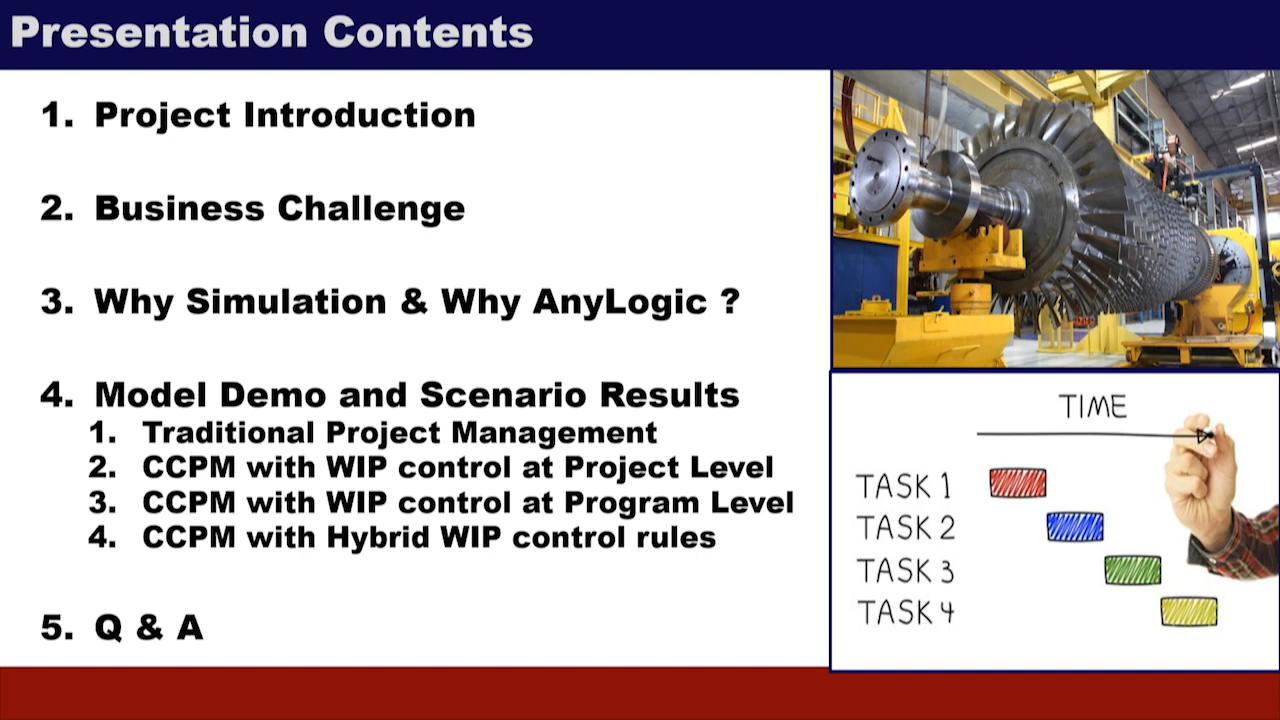 Presentation Contents
1. Project Introduction
2. Business Challenge
3. Why Simulation & Why AnyLogic ?
4. Model Demo and Scenario Results
1. Traditional Project Management
2. CCPM with WIP control at Project Level
3. CCPM with WIP control at Program Level
4. CCPM with Hybrid WIP control rules
5. Q & A
TIME
TASK 1
TASK 2
TASK 3
TASK 4